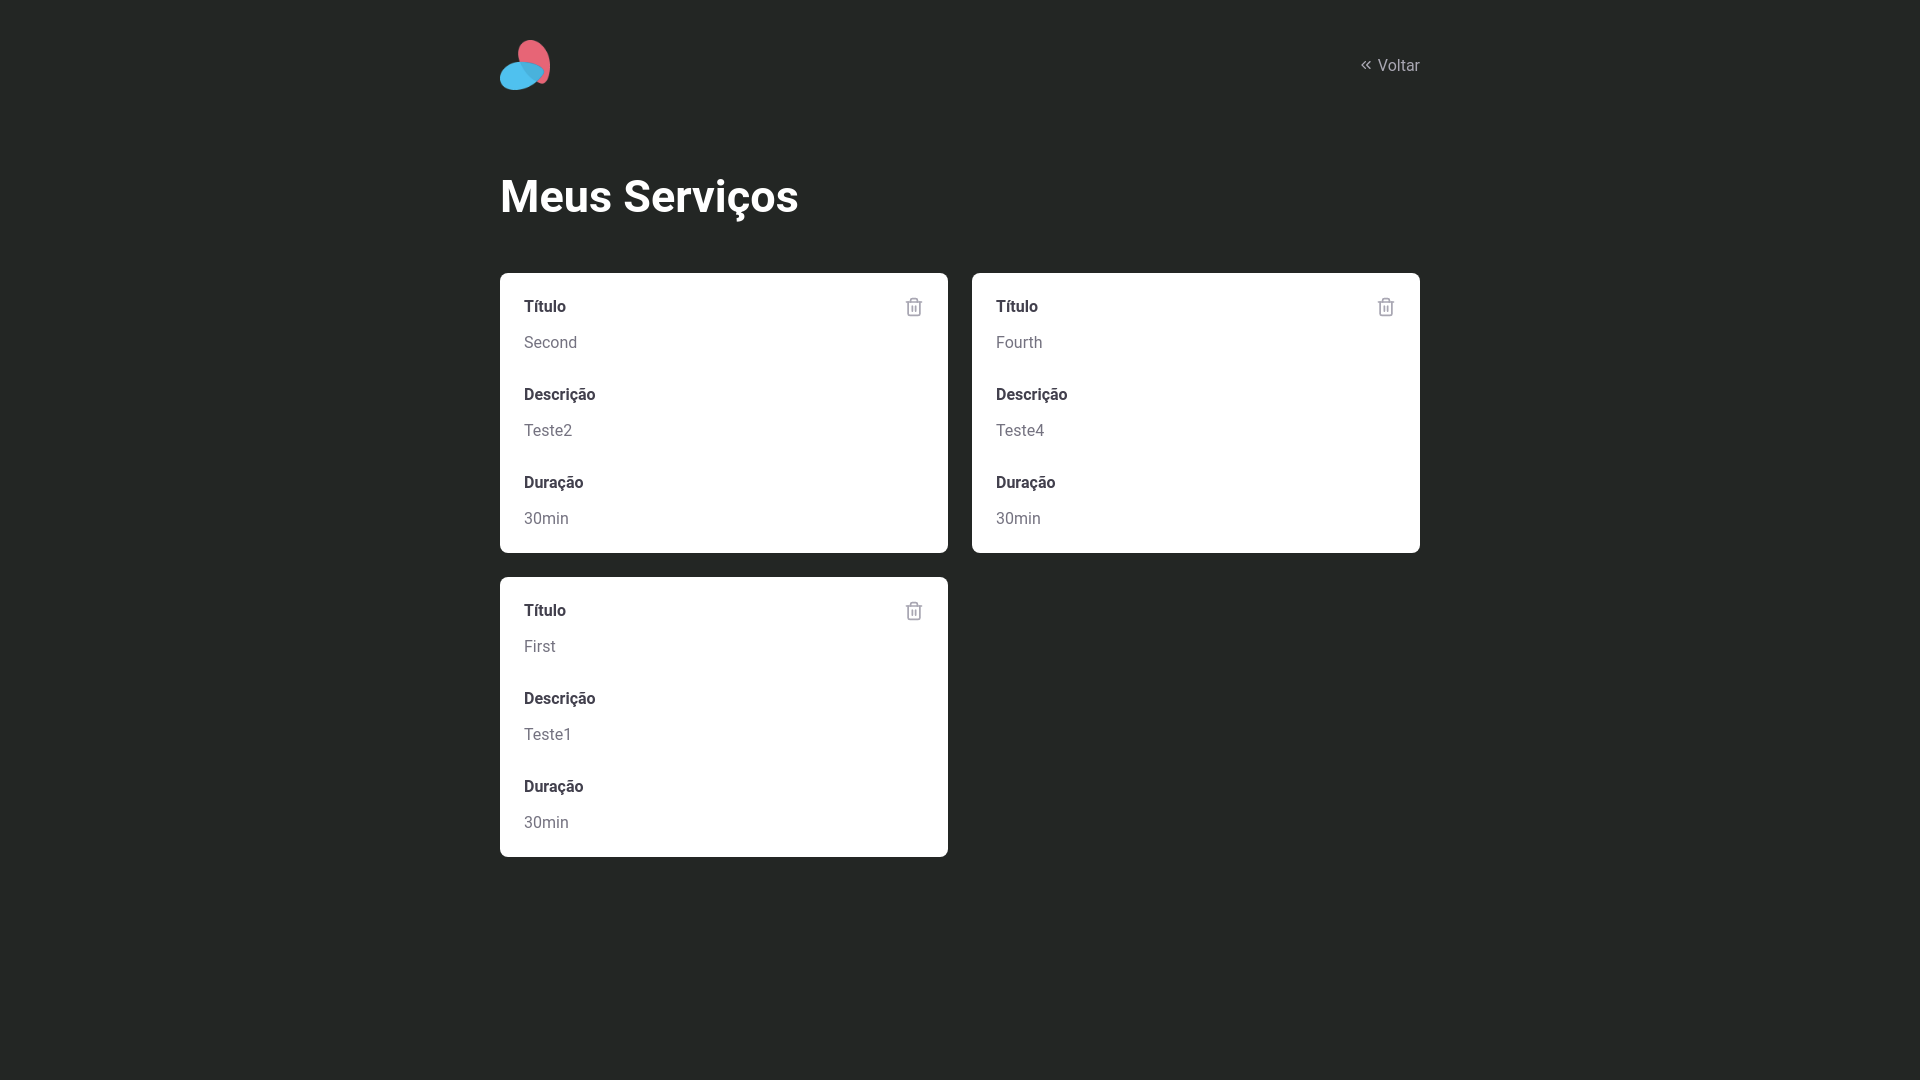 « Voltar
Meus Serviços
Título
Second
Descrição
Teste2
Duração
30min
Título
Fourth
Descrição
Teste4
Duração
30min
Título
First
Descrição
Teste1
Duração
30min